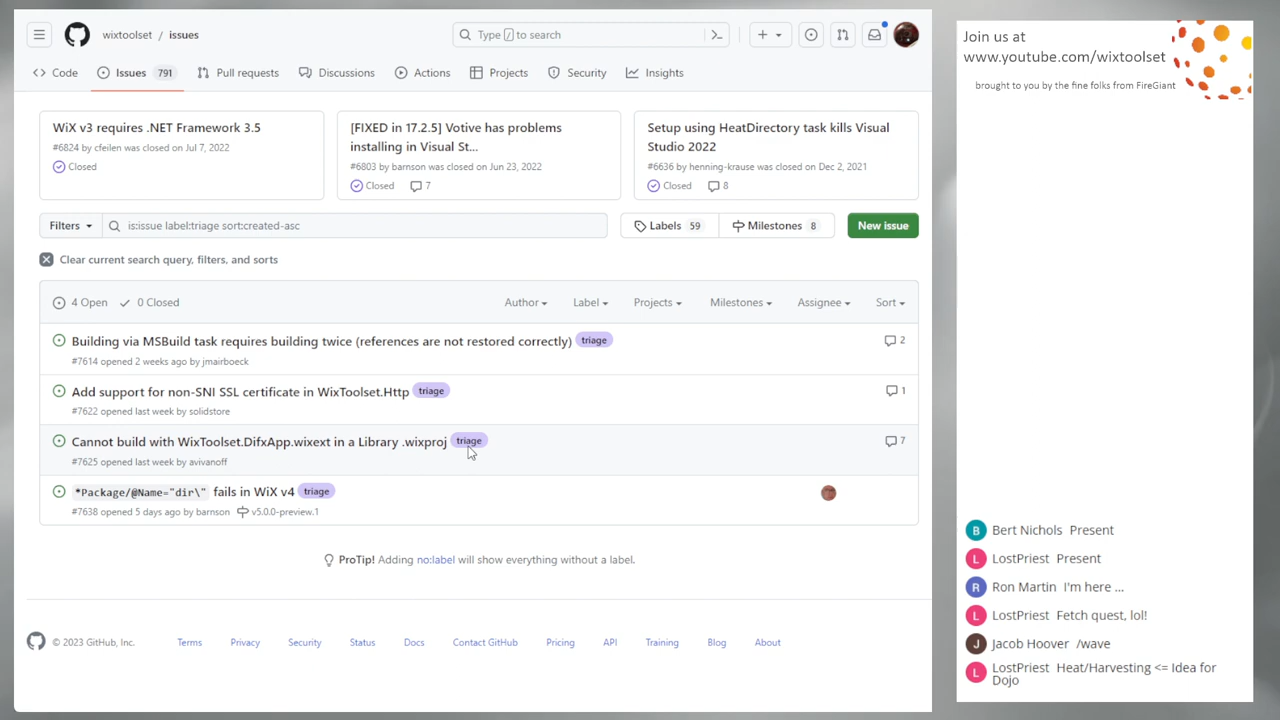 wixtoolset / issues
Type / to search
Code
Issues 791
Pull requests
Discussions
Actions
Projects
Security
Insights
WiX v3 requires .NET Framework 3.5
#6824 by cfeilen was closed on Jul 7, 2022
Closed
[FIXED in 17.2.5] Votive has problems
installing in Visual St...
#6803 by barnson was closed on Jun 23, 2022
Closed 7
Setup using HeatDirectory task kills Visual
Studio 2022
#6636 by henning-krause was closed on Dec 2, 2021
Closed 8
Filters
is:issue label:triage sort:created-asc
Labels 59
Milestones 8
New issue
Clear current search query, filters, and sorts
4 Open
0 Closed
Author
Label
Projects
Milestones
Assignee
Sort
Building via MSBuild task requires building twice (references are not restored correctly) triage 2
#7614 opened 2 weeks ago by jmairboeck
Add support for non-SNI SSL certificate in WixToolset.Http triage 1
#7622 opened last week by solidstore
Cannot build with WixToolset.DifxApp.wixext in a Library .wixproj triage 7
#7625 opened last week by avivanoff
*Package/@Name="dir\" fails in WiX v4 triage
#7638 opened 5 days ago by barnson v5.0.0-preview.1
ProTip! Adding no:label will show everything without a label.
© 2023 GitHub, Inc.
Terms
Privacy
Security
Status
Docs
Contact GitHub
Pricing
API
Training
Blog
About
Join us at
www.youtube.com/wixtoolset
brought to you by the fine folks from FireGiant
B Bert Nichols Present
L LostPriest Present
R Ron Martin I'm here ...
L LostPriest Fetch quest, lol!
J Jacob Hoover /wave
L LostPriest Heat/Harvesting <= Idea for
Dojo